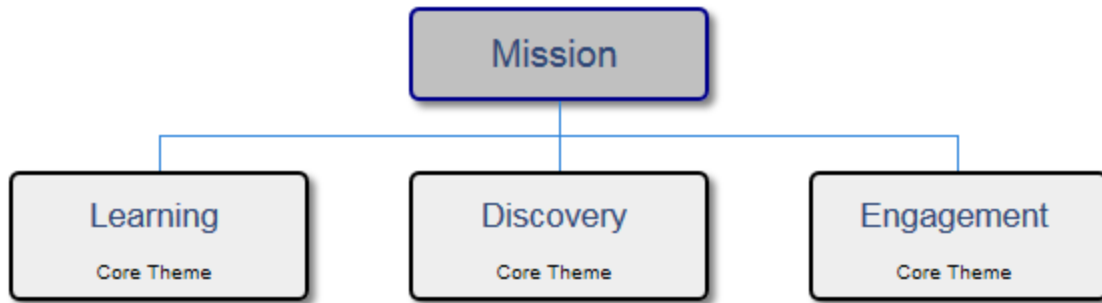 Mission
Learning
Core Theme
Discovery
Core Theme
Engagement
Core Theme